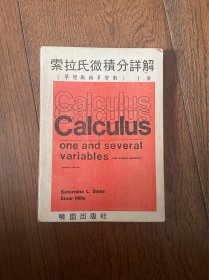 索拉氏微積分詳解
(單變數與多變數) 下冊
Calculus
Calculus
Calculus
one and several
variables
Saturnino L. Salas
Einar Hille
曉園出版社